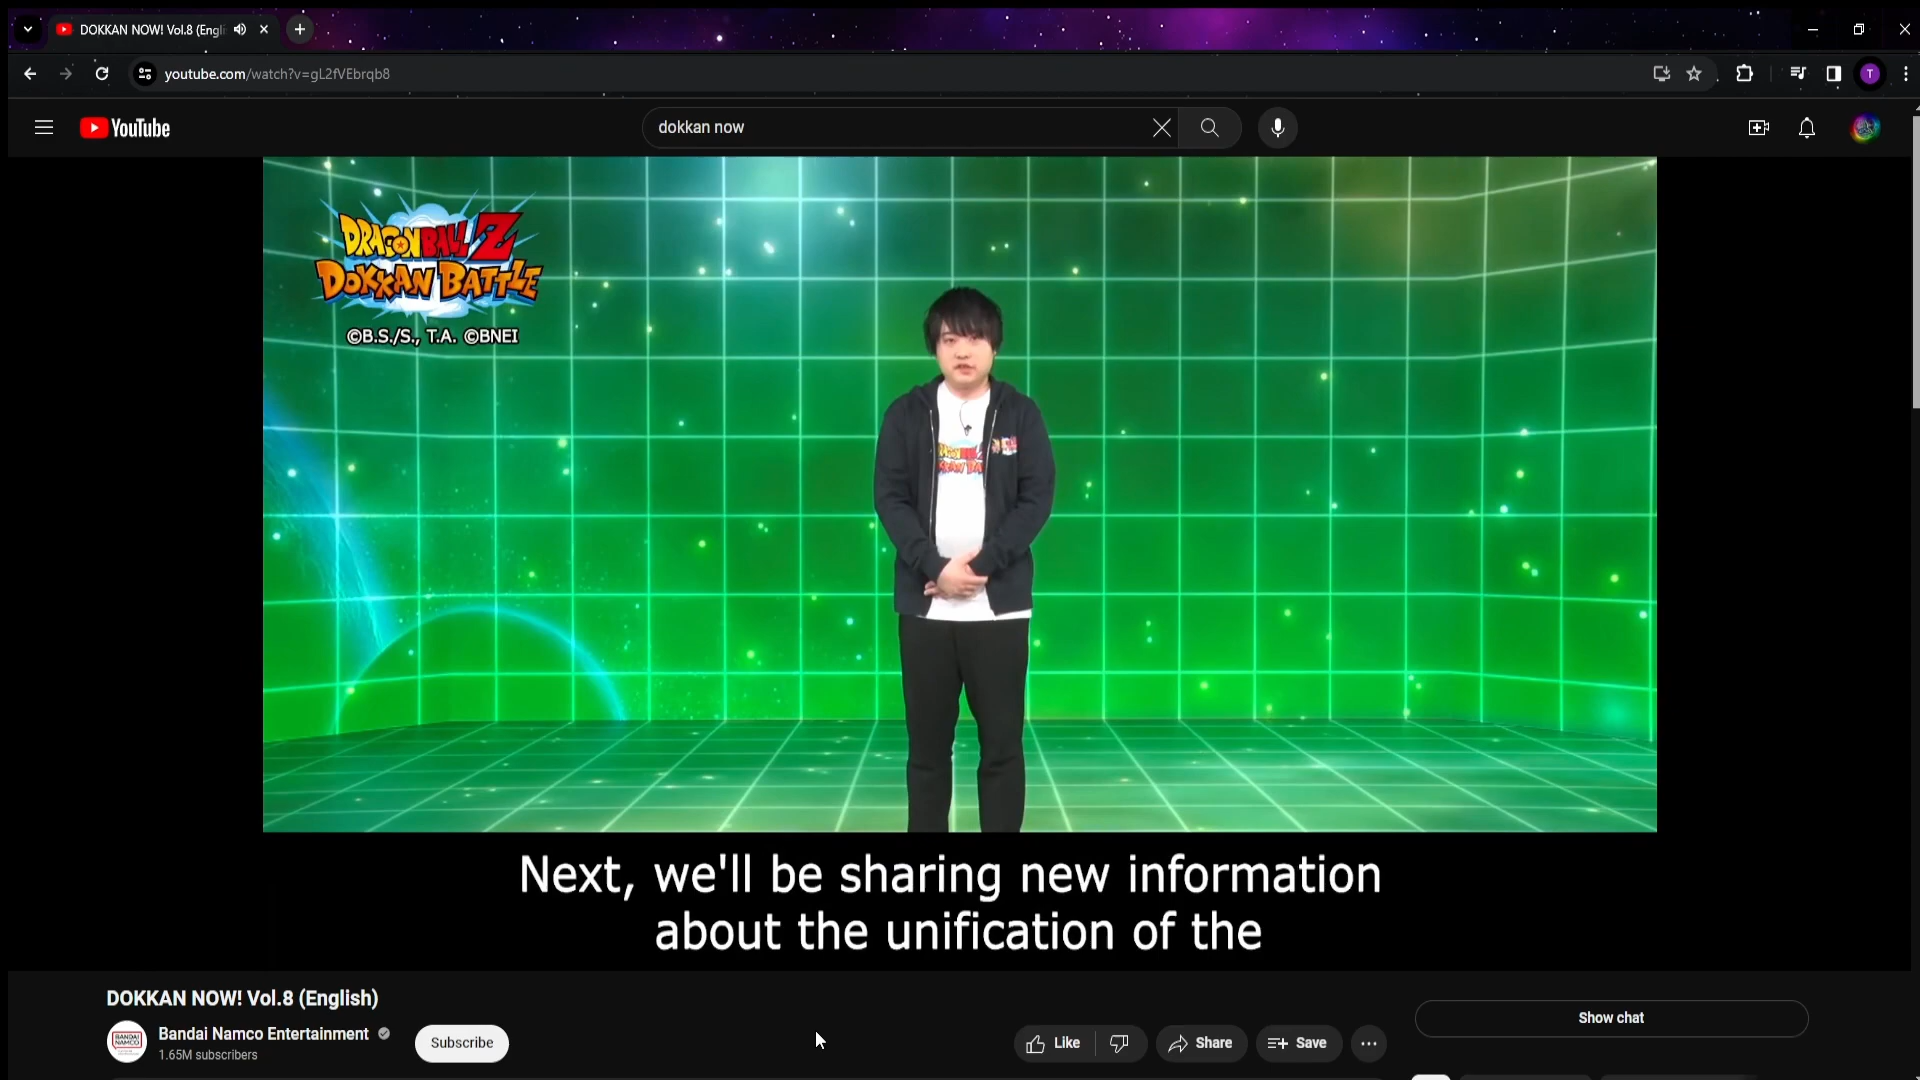 DOKKAN NOW! Vol.8 (Engl
youtube.com/watch?v=gL2fVEbrqb8
T
YouTube
dokkan now
DRAGON BALL Z
DOKKAN BATTLE
©B.S./S., T.A. ©BNEI
Next, we'll be sharing new information
about the unification of the
DOKKAN NOW! Vol.8 (English)
BANDAI
NAMCO
Bandai Namco Entertainment
1.65M subscribers
Subscribe
Like
Share
Save
Show chat